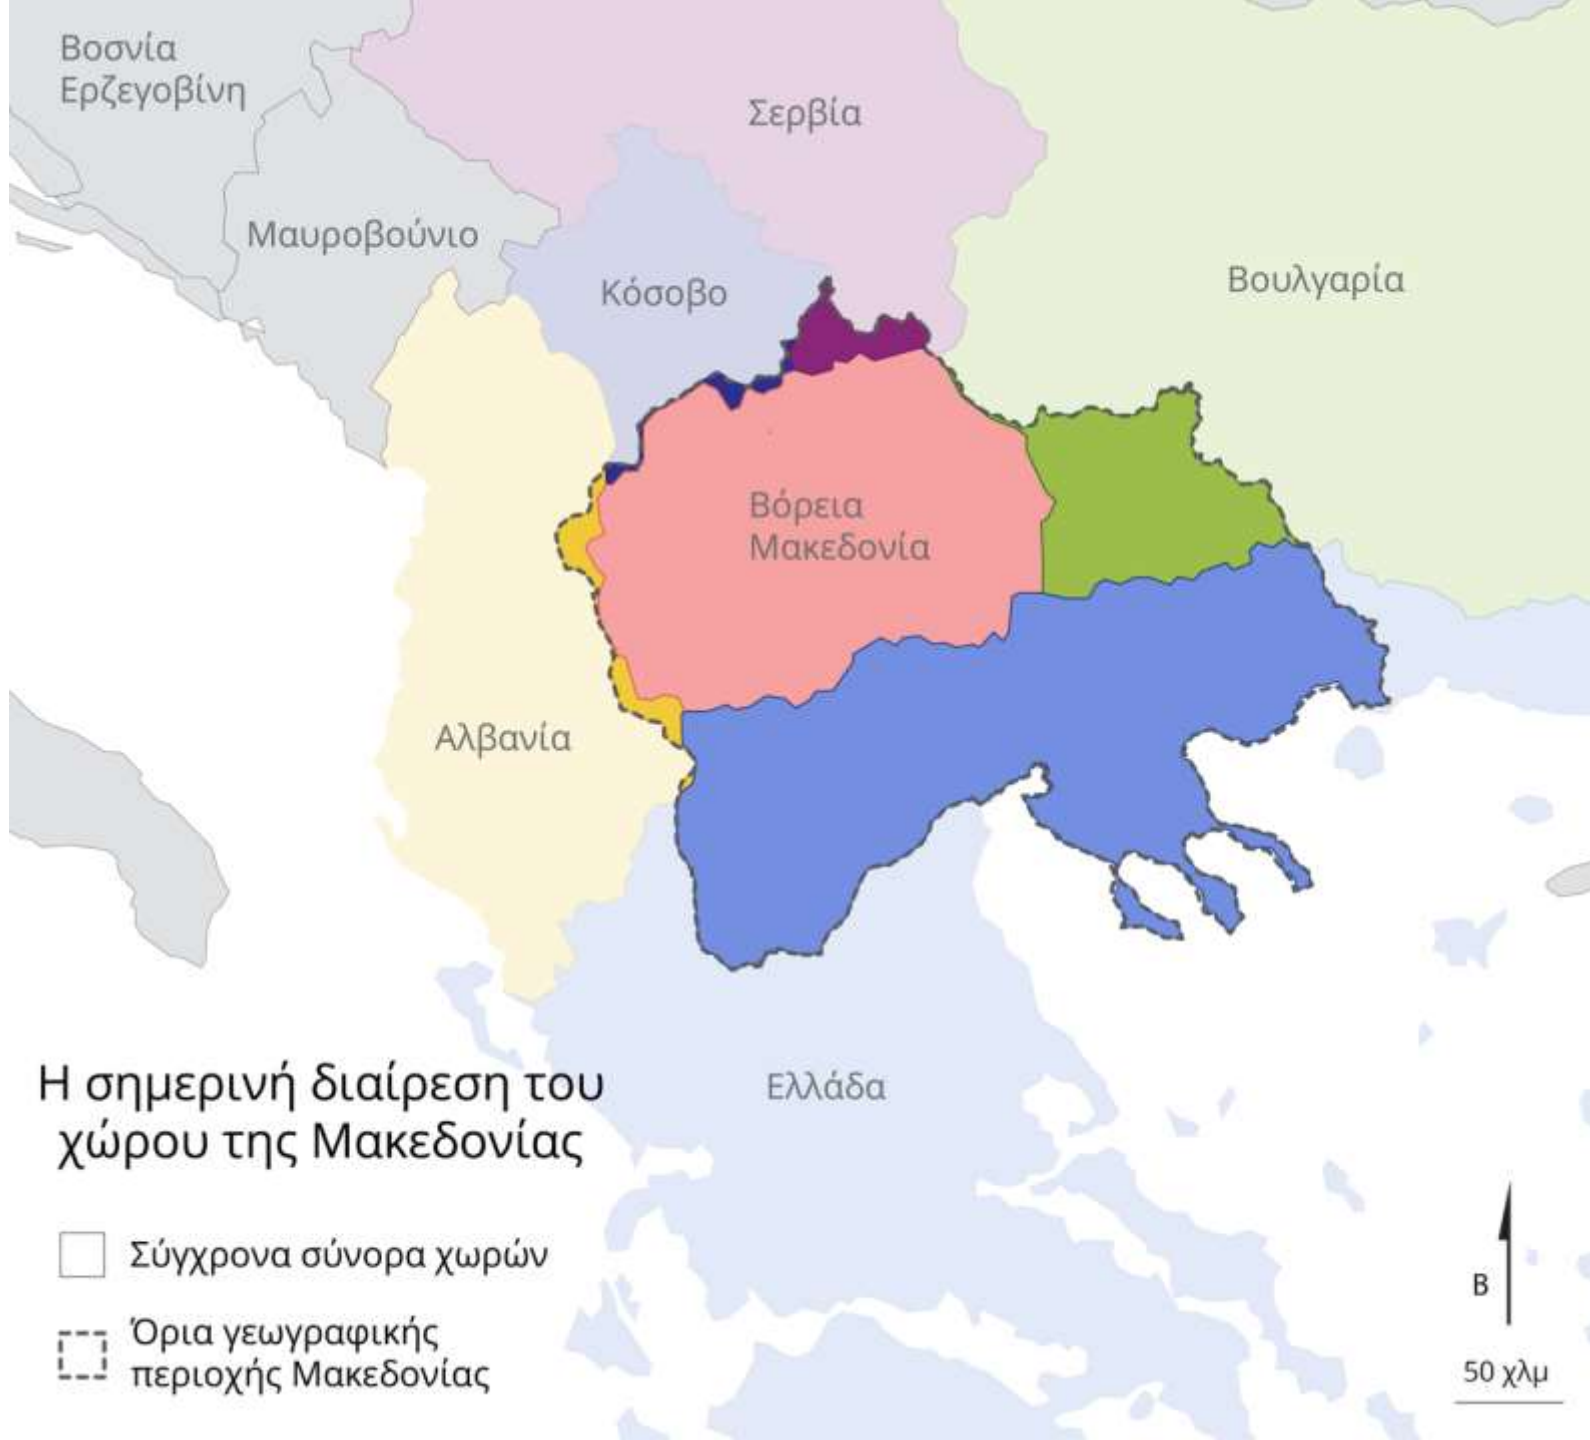 Βοσνία
Ερζεγοβίνη
Σερβία
Μαυροβούνιο
Κόσοβο
Βουλγαρία
Βόρεια
Μακεδονία
Αλβανία
Ελλάδα
Η σημερινή διαίρεση του
χώρου της Μακεδονίας
Σύγχρονα σύνορα χωρών
Όρια γεωγραφικής
περιοχής Μακεδονίας
Β
50 χλμ